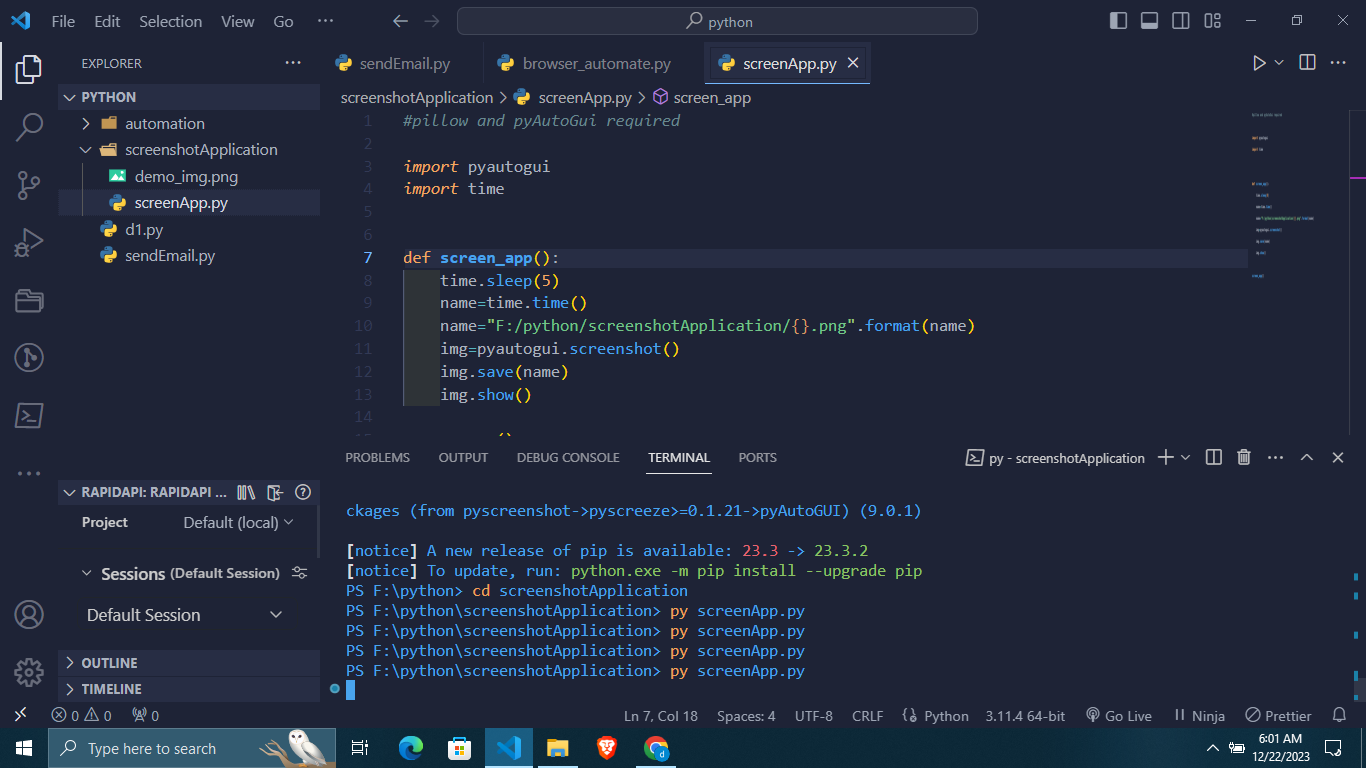 File Edit Selection View Go ··· python
EXPLORER ···
sendEmail.py browser_automate.py screenApp.py
PYTHON
automation
screenshotApplication
demo_img.png
screenApp.py
d1.py
sendEmail.py
screenshotApplication > screenApp.py > screen_app
1 #pillow and pyAutoGui required
2
3 import pyautogui
4 import time
5
6
7 def screen_app():
8 time.sleep(5)
9 name=time.time()
10 name="F:/python/screenshotApplication/{}.png".format(name)
11 img=pyautogui.screenshot()
12 img.save(name)
13 img.show()
14
PROBLEMS OUTPUT DEBUG CONSOLE TERMINAL PORTS
py - screenshotApplication
ckages (from pyscreenshot->pyscreeze>=0.1.21->pyAutoGUI) (9.0.1)
[notice] A new release of pip is available: 23.3 -> 23.3.2
[notice] To update, run: python.exe -m pip install --upgrade pip
PS F:\python> cd screenshotApplication
PS F:\python\screenshotApplication> py screenApp.py
PS F:\python\screenshotApplication> py screenApp.py
PS F:\python\screenshotApplication> py screenApp.py
PS F:\python\screenshotApplication> py screenApp.py
RAPIDAPI: RAPIDAPI ...
Project Default (local)
Sessions (Default Session)
Default Session
OUTLINE
TIMELINE
0 0 0 Ln 7, Col 18 Spaces: 4 UTF-8 CRLF Python 3.11.4 64-bit Go Live Ninja Prettier
Type here to search
6:01 AM
12/22/2023